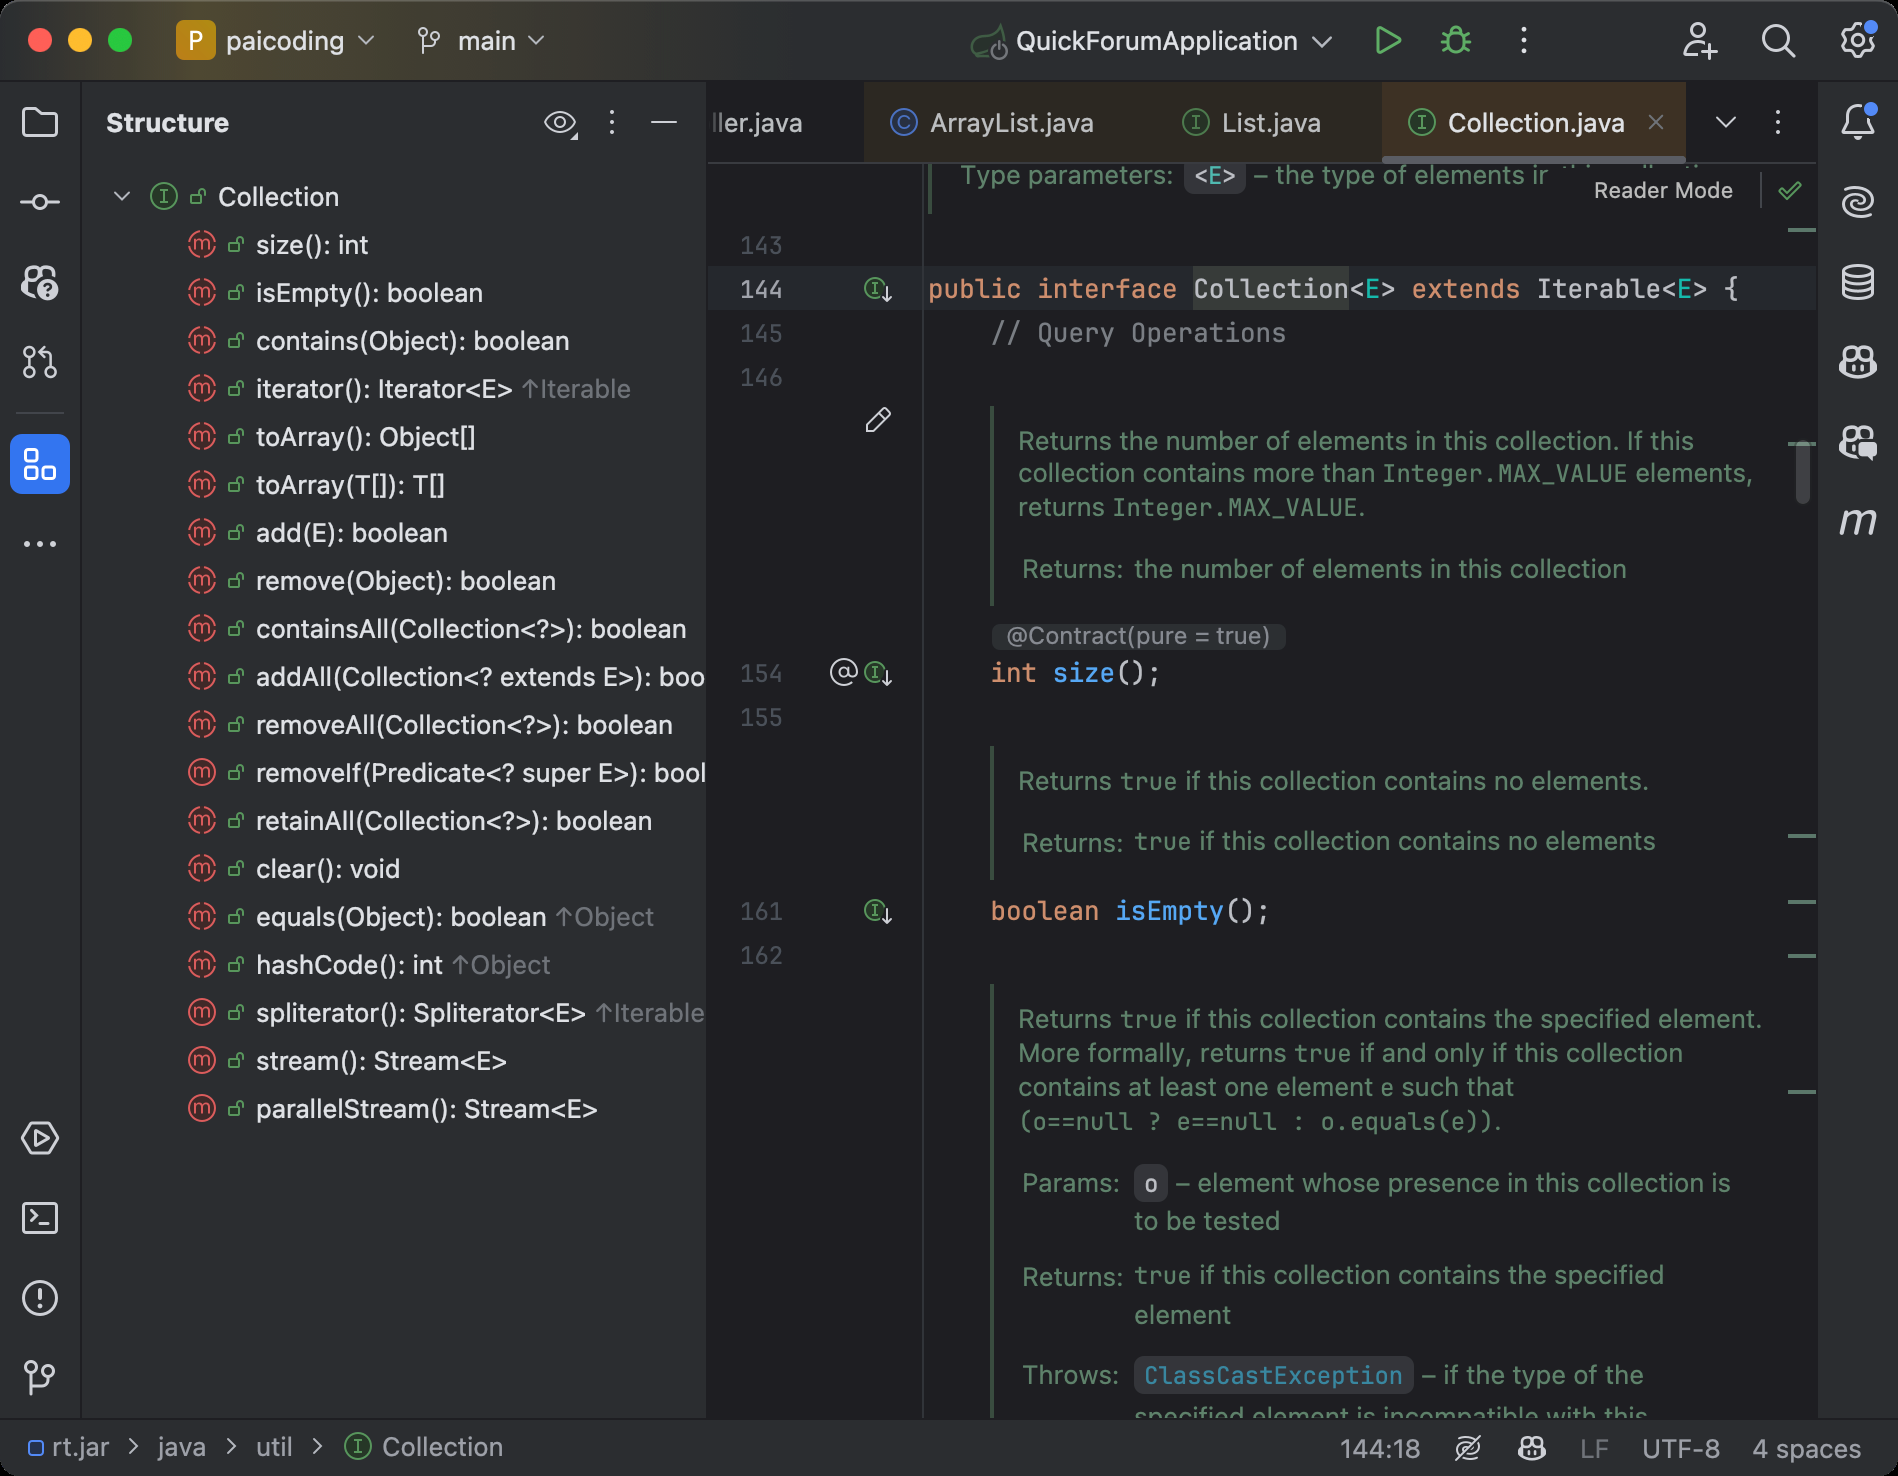 P paicoding main QuickForumApplication
Structure
Collection
size(): int
isEmpty(): boolean
contains(Object): boolean
iterator(): Iterator<E> ↑Iterable
toArray(): Object[]
toArray(T[]): T[]
add(E): boolean
remove(Object): boolean
containsAll(Collection<?>): boolean
addAll(Collection<? extends E>): boo
removeAll(Collection<?>): boolean
removeIf(Predicate<? super E>): bool
retainAll(Collection<?>): boolean
clear(): void
equals(Object): boolean ↑Object
hashCode(): int ↑Object
spliterator(): Spliterator<E> ↑Iterable
stream(): Stream<E>
parallelStream(): Stream<E>
ller.java ArrayList.java List.java Collection.java
Type parameters: <E> – the type of elements in
Reader Mode
143
144 public interface Collection<E> extends Iterable<E> {
145 // Query Operations
146
Returns the number of elements in this collection. If this
collection contains more than Integer.MAX_VALUE elements,
returns Integer.MAX_VALUE.
Returns: the number of elements in this collection
@Contract(pure = true)
154 int size();
155
Returns true if this collection contains no elements.
Returns: true if this collection contains no elements
161 boolean isEmpty();
162
Returns true if this collection contains the specified element.
More formally, returns true if and only if this collection
contains at least one element e such that
(o==null ? e==null : o.equals(e)).
Params: o – element whose presence in this collection is
to be tested
Returns: true if this collection contains the specified
element
Throws: ClassCastException – if the type of the
specified element is incompatible with this
rt.jar > java > util > Collection
144:18 LF UTF-8 4 spaces